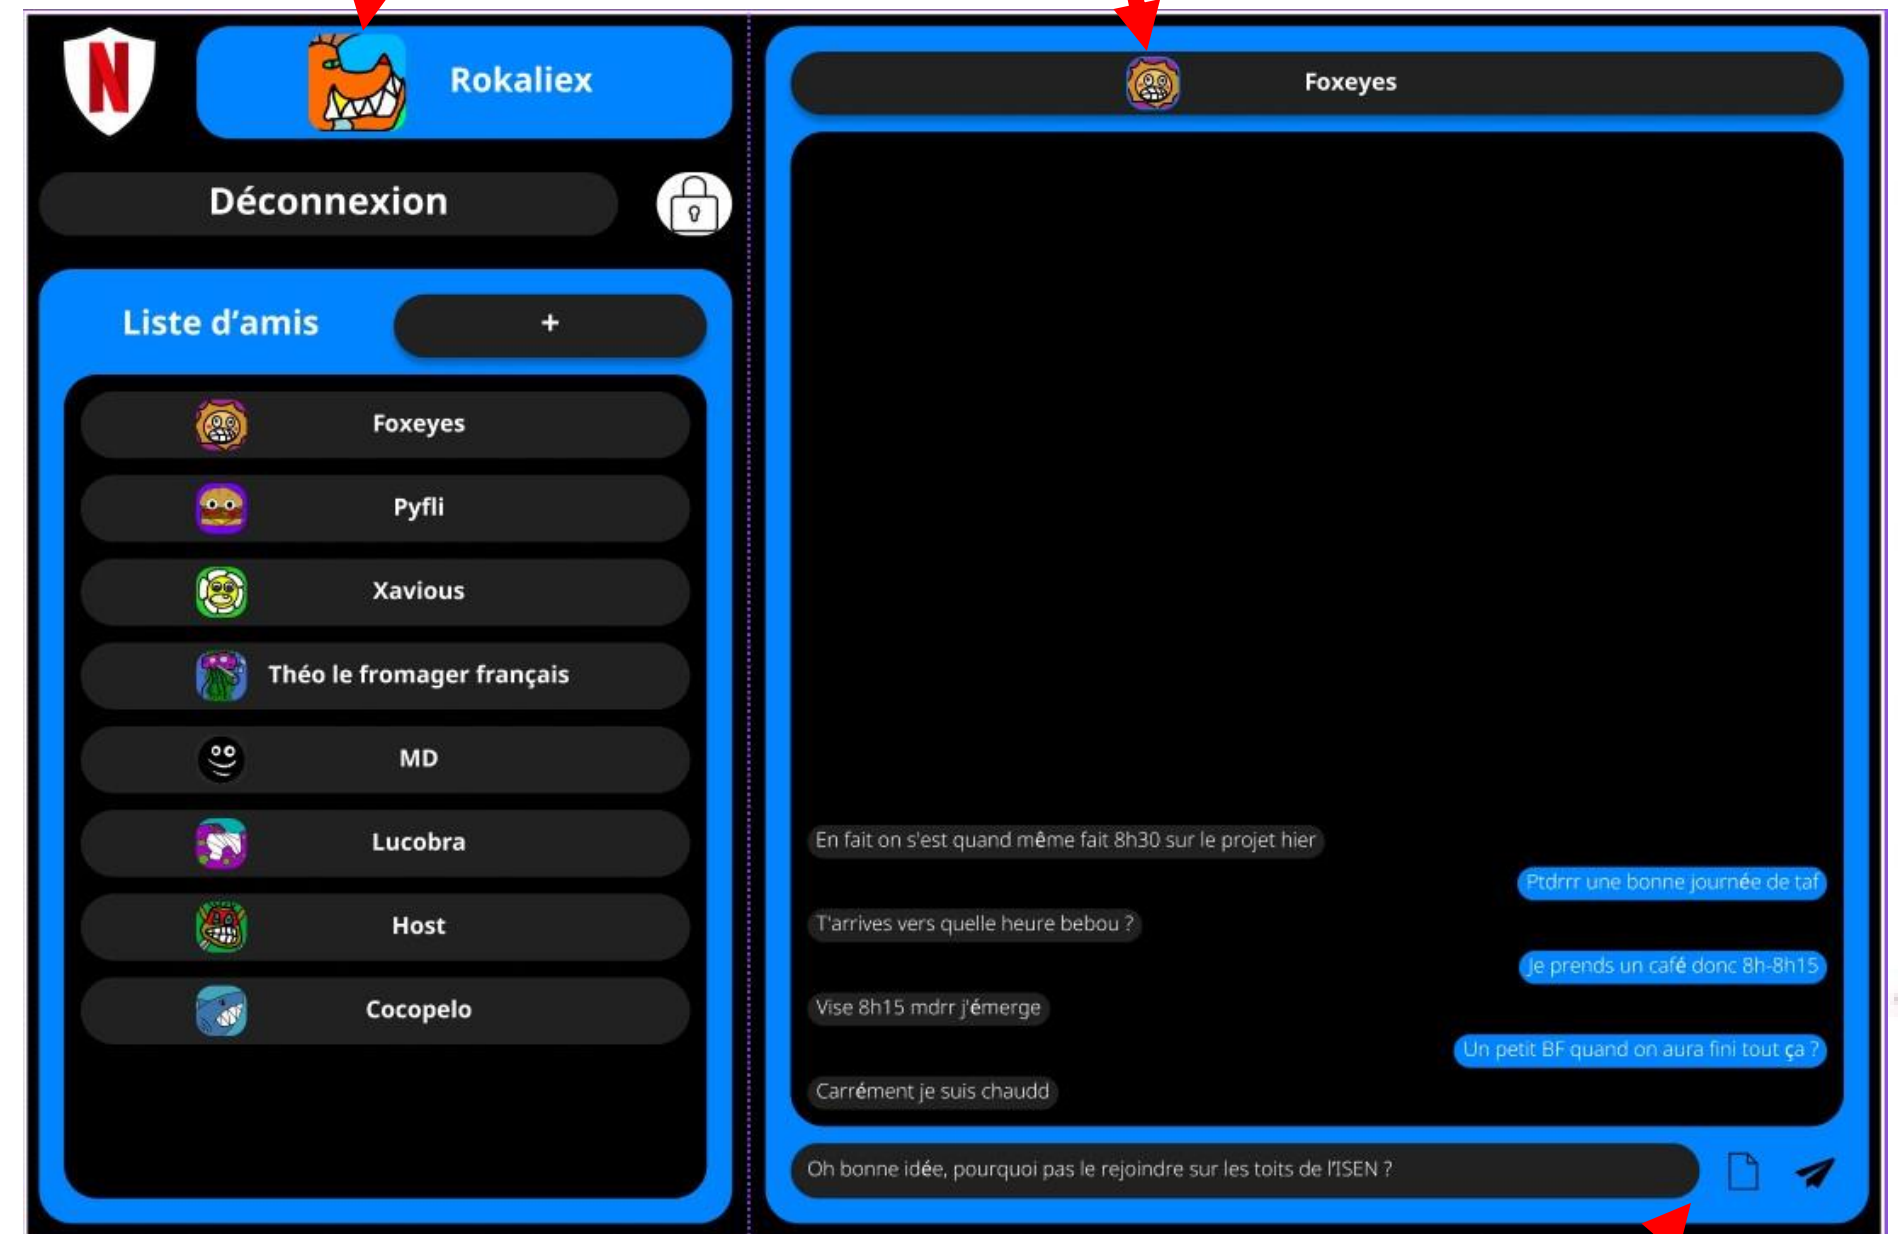 N
Rokaliex
Déconnexion
Liste d’amis
+
Foxeyes
Pyfli
Xavious
Théo le fromager français
MD
Lucobra
Host
Cocopelo
Foxeyes
En fait on s'est quand même fait 8h30 sur le projet hier
Ptdrrr une bonne journée de taf
T'arrives vers quelle heure bebou ?
Je prends un café donc 8h-8h15
Vise 8h15 mdrr j'émerge
Un petit BF quand on aura fini tout ça ?
Carrément je suis chaudd
Oh bonne idée, pourquoi pas le rejoindre sur les toits de l’ISEN ?